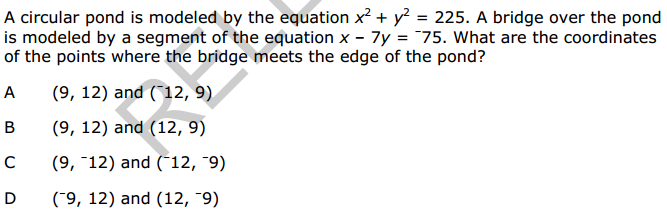 A circular pond is modeled by the equation x² + y² = 225. A bridge over the pond
is modeled by a segment of the equation x – 7y = ⁻75. What are the coordinates
of the points where the bridge meets the edge of the pond?
A (9, 12) and (⁻12, 9)
B (9, 12) and (12, 9)
C (9, ⁻12) and (⁻12, ⁻9)
D (⁻9, 12) and (12, ⁻9)